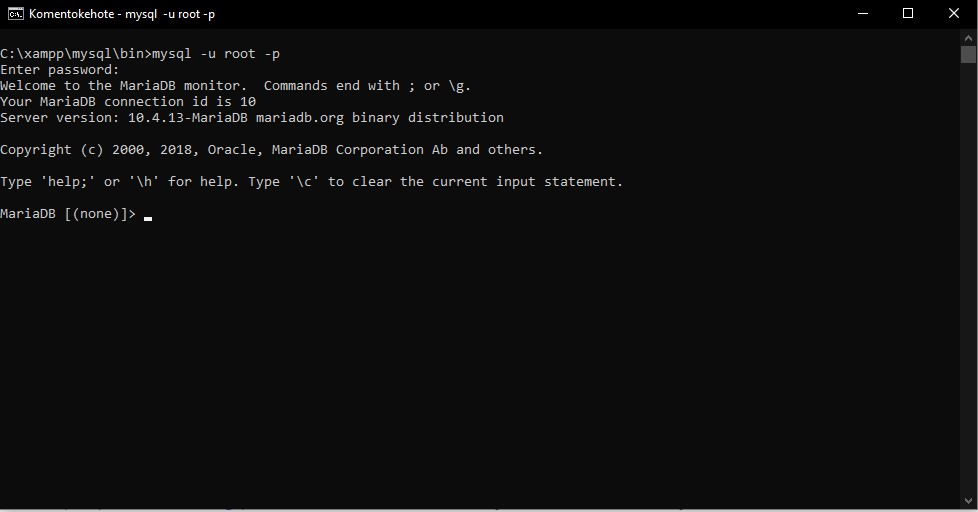 Komentokehote - mysql -u root -p
C:\xampp\mysql\bin>mysql -u root -p
Enter password:
Welcome to the MariaDB monitor.  Commands end with ; or \g.
Your MariaDB connection id is 10
Server version: 10.4.13-MariaDB mariadb.org binary distribution
Copyright (c) 2000, 2018, Oracle, MariaDB Corporation Ab and others.
Type 'help;' or '\h' for help. Type '\c' to clear the current input statement.
MariaDB [(none)]>